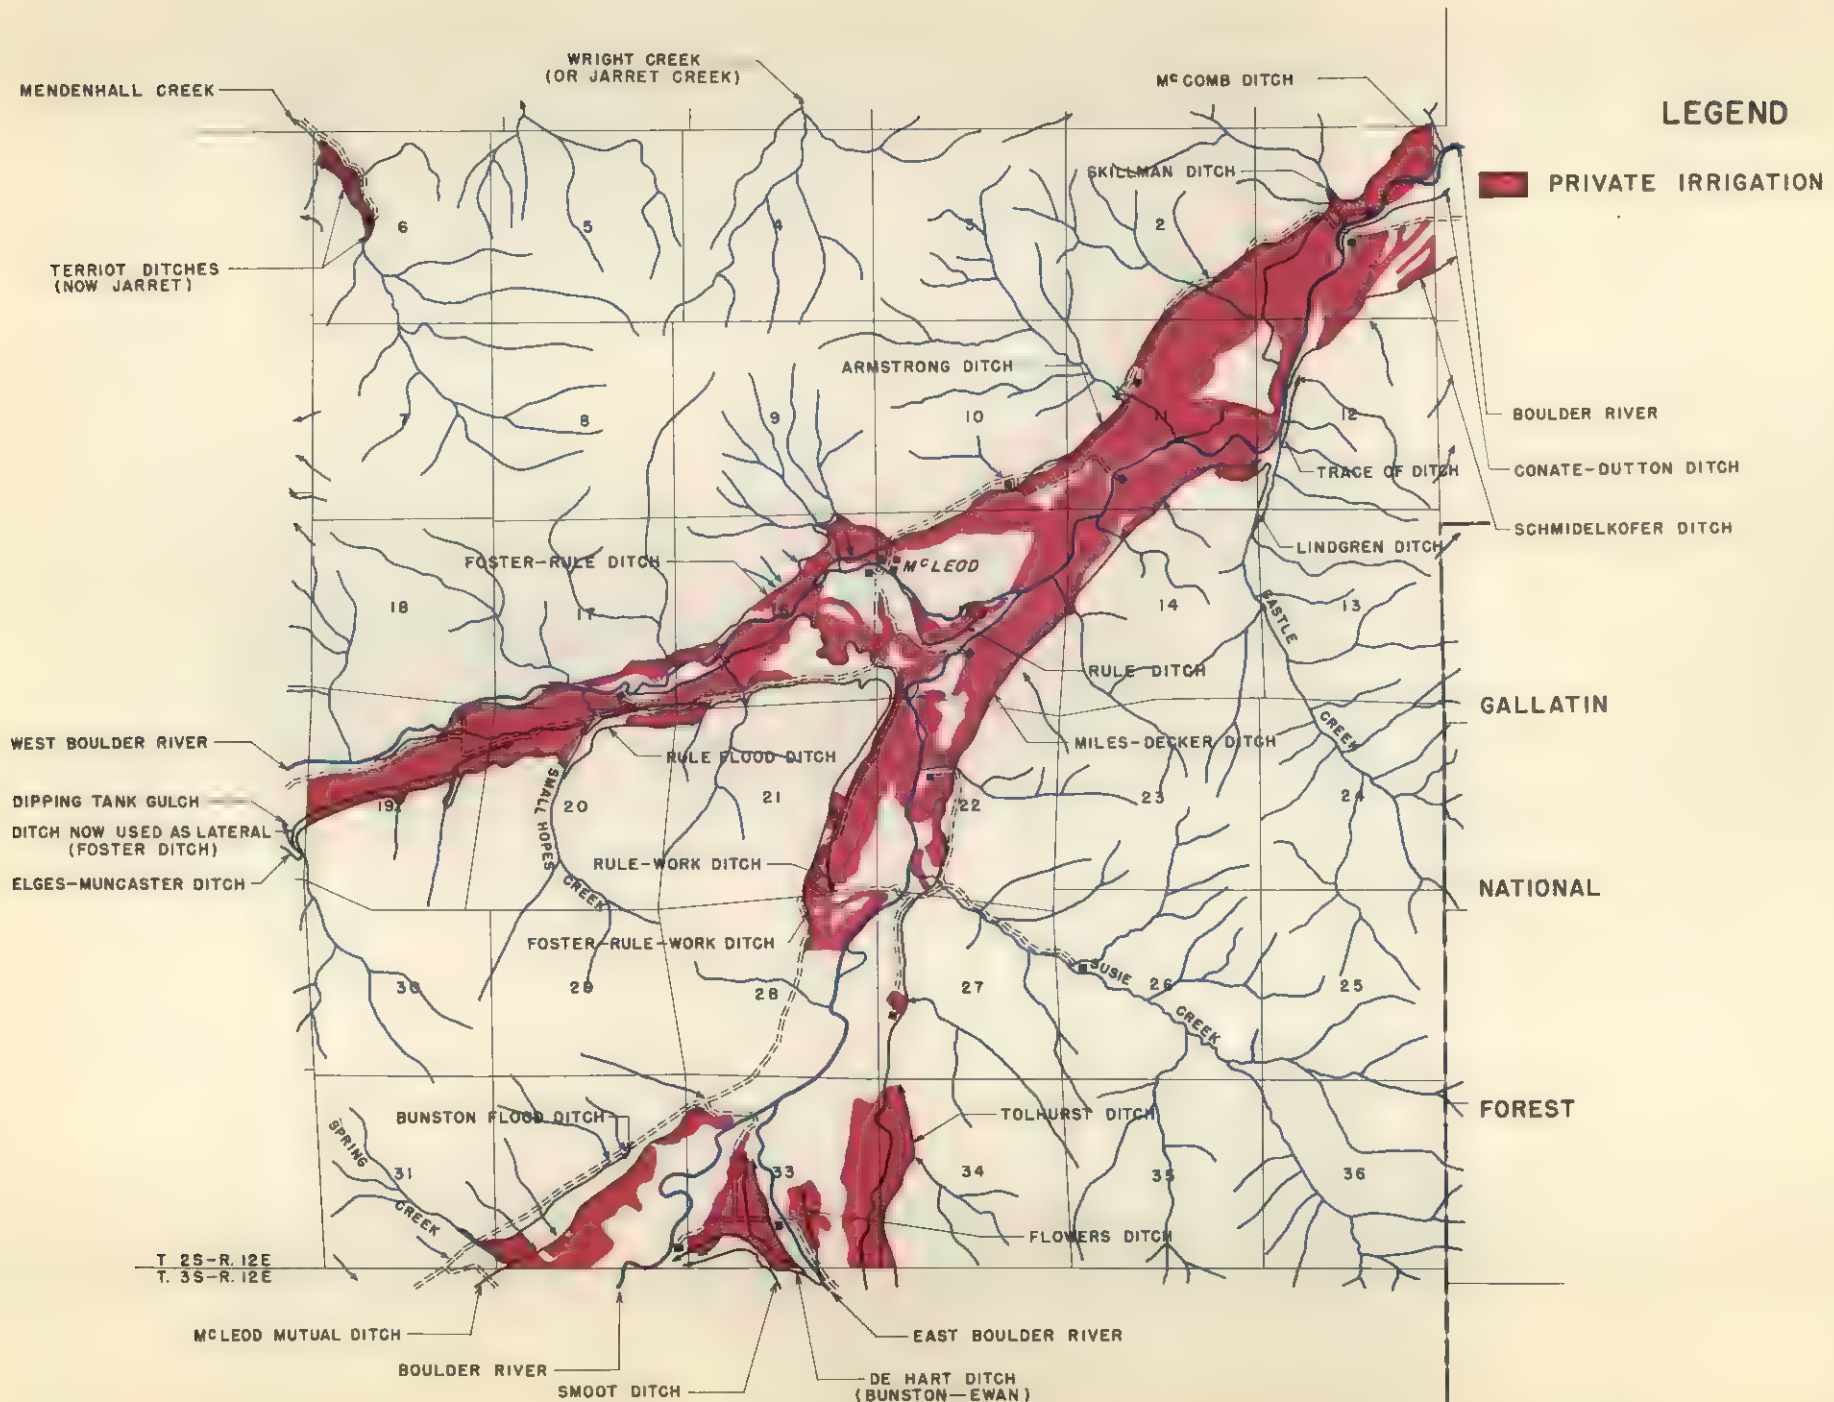 WRIGHT CREEK
(OR JARRET CREEK)
MENDENHALL CREEK
McCOMB DITCH
LEGEND
PRIVATE IRRIGATION
SKILLMAN DITCH
6
5
4
3
2
TERRIOT DITCHES
(NOW JARRET)
ARMSTRONG DITCH
7
8
9
10
11
12
BOULDER RIVER
TRACE OF DITCH
CONATE-DUTTON DITCH
SCHMIDELKOFER DITCH
LINDGREN DITCH
FOSTER-RULE DITCH
McLEOD
18
17
16
14
13
CASTLE
CREEK
RULE DITCH
GALLATIN
WEST BOULDER RIVER
RULE FLOOD DITCH
MILES-DECKER DITCH
DIPPING TANK GULCH
19
20
21
22
23
24
DITCH NOW USED AS LATERAL
(FOSTER DITCH)
SMALL HOPES
CREEK
RULE-WORK DITCH
ELGES-MUNCASTER DITCH
NATIONAL
FOSTER-RULE-WORK DITCH
30
29
28
27
SUSIE
26
25
CREEK
BUNSTON FLOOD DITCH
TOLHURST DITCH
FOREST
SPRING
CREEK
31
33
34
35
36
FLOWERS DITCH
T. 2S-R. 12E
T. 3S-R. 12E
McLEOD MUTUAL DITCH
EAST BOULDER RIVER
BOULDER RIVER
SMOOT DITCH
DE HART DITCH
(BUNSTON—EWAN)